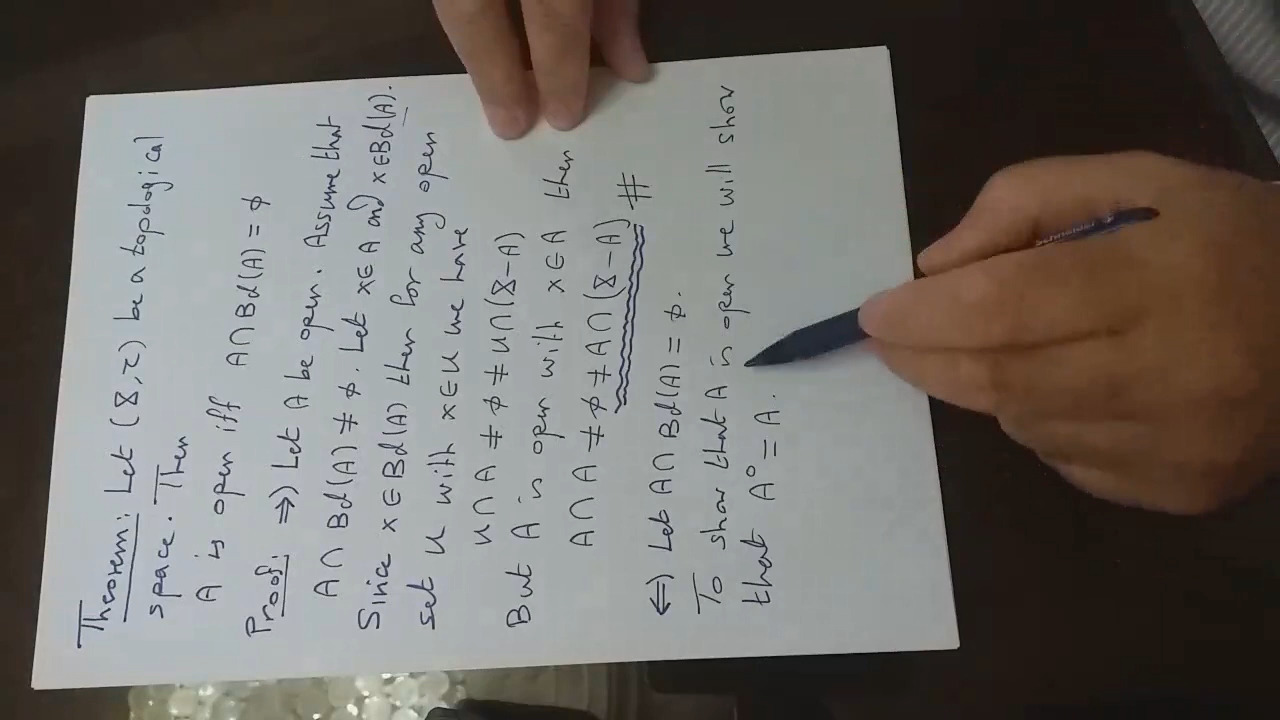 Theorem: Let (X,τ) be a topological
space. Then
A is open iff A∩Bd(A) = ϕ
Proof: ⇒) Let A be open. Assume that
A∩Bd(A) ≠ ϕ. Let x∈A and x∈Bd(A).
Since x∈Bd(A) then for any open
set U with x∈U we have
U∩A ≠ ϕ ≠ U∩(X-A)
But A is open with x∈A then
A∩A ≠ ϕ ≠ A∩(X-A) #
⇐) Let A∩Bd(A) = ϕ.
To show that A is open we will show
that A° = A.
Schneider